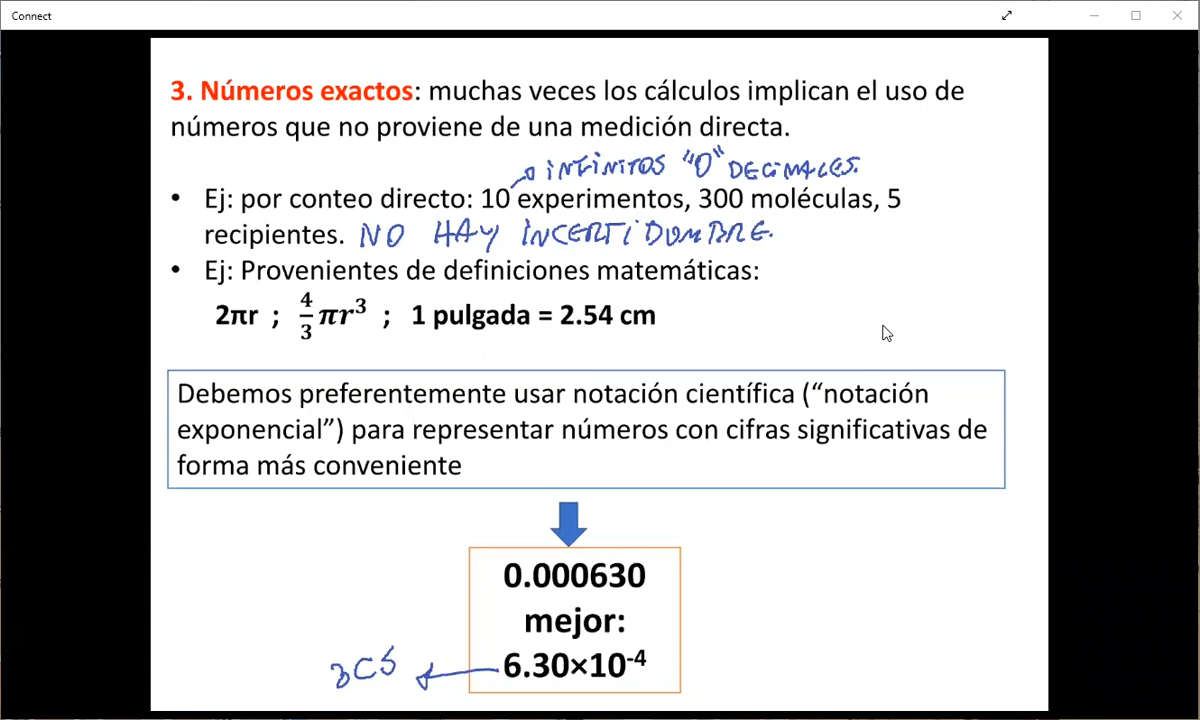 Connect
3. Números exactos: muchas veces los cálculos implican el uso de
números que no proviene de una medición directa.
INFINITOS "0" DECIMALES.
• Ej: por conteo directo: 10 experimentos, 300 moléculas, 5
recipientes. NO HAY INCERTIDUMBRE.
• Ej: Provenientes de definiciones matemáticas:
2πr ; 4/3 πr³ ; 1 pulgada = 2.54 cm
Debemos preferentemente usar notación científica (“notación
exponencial”) para representar números con cifras significativas de
forma más conveniente
0.000630
mejor:
3CS 6.30×10⁻⁴